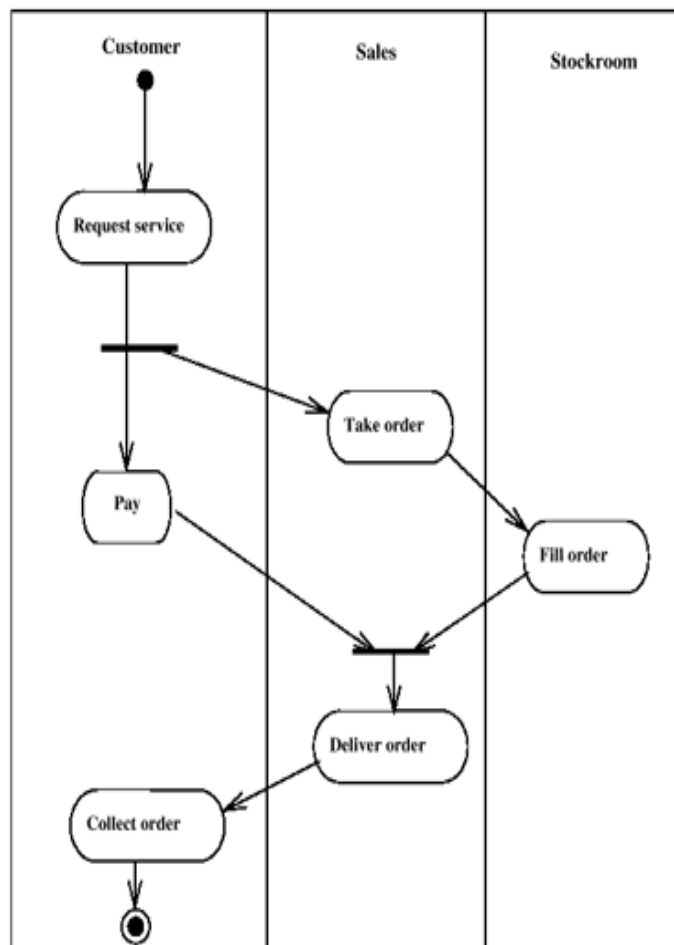 Customer
Sales
Stockroom
Request service
Take order
Pay
Fill order
Deliver order
Collect order